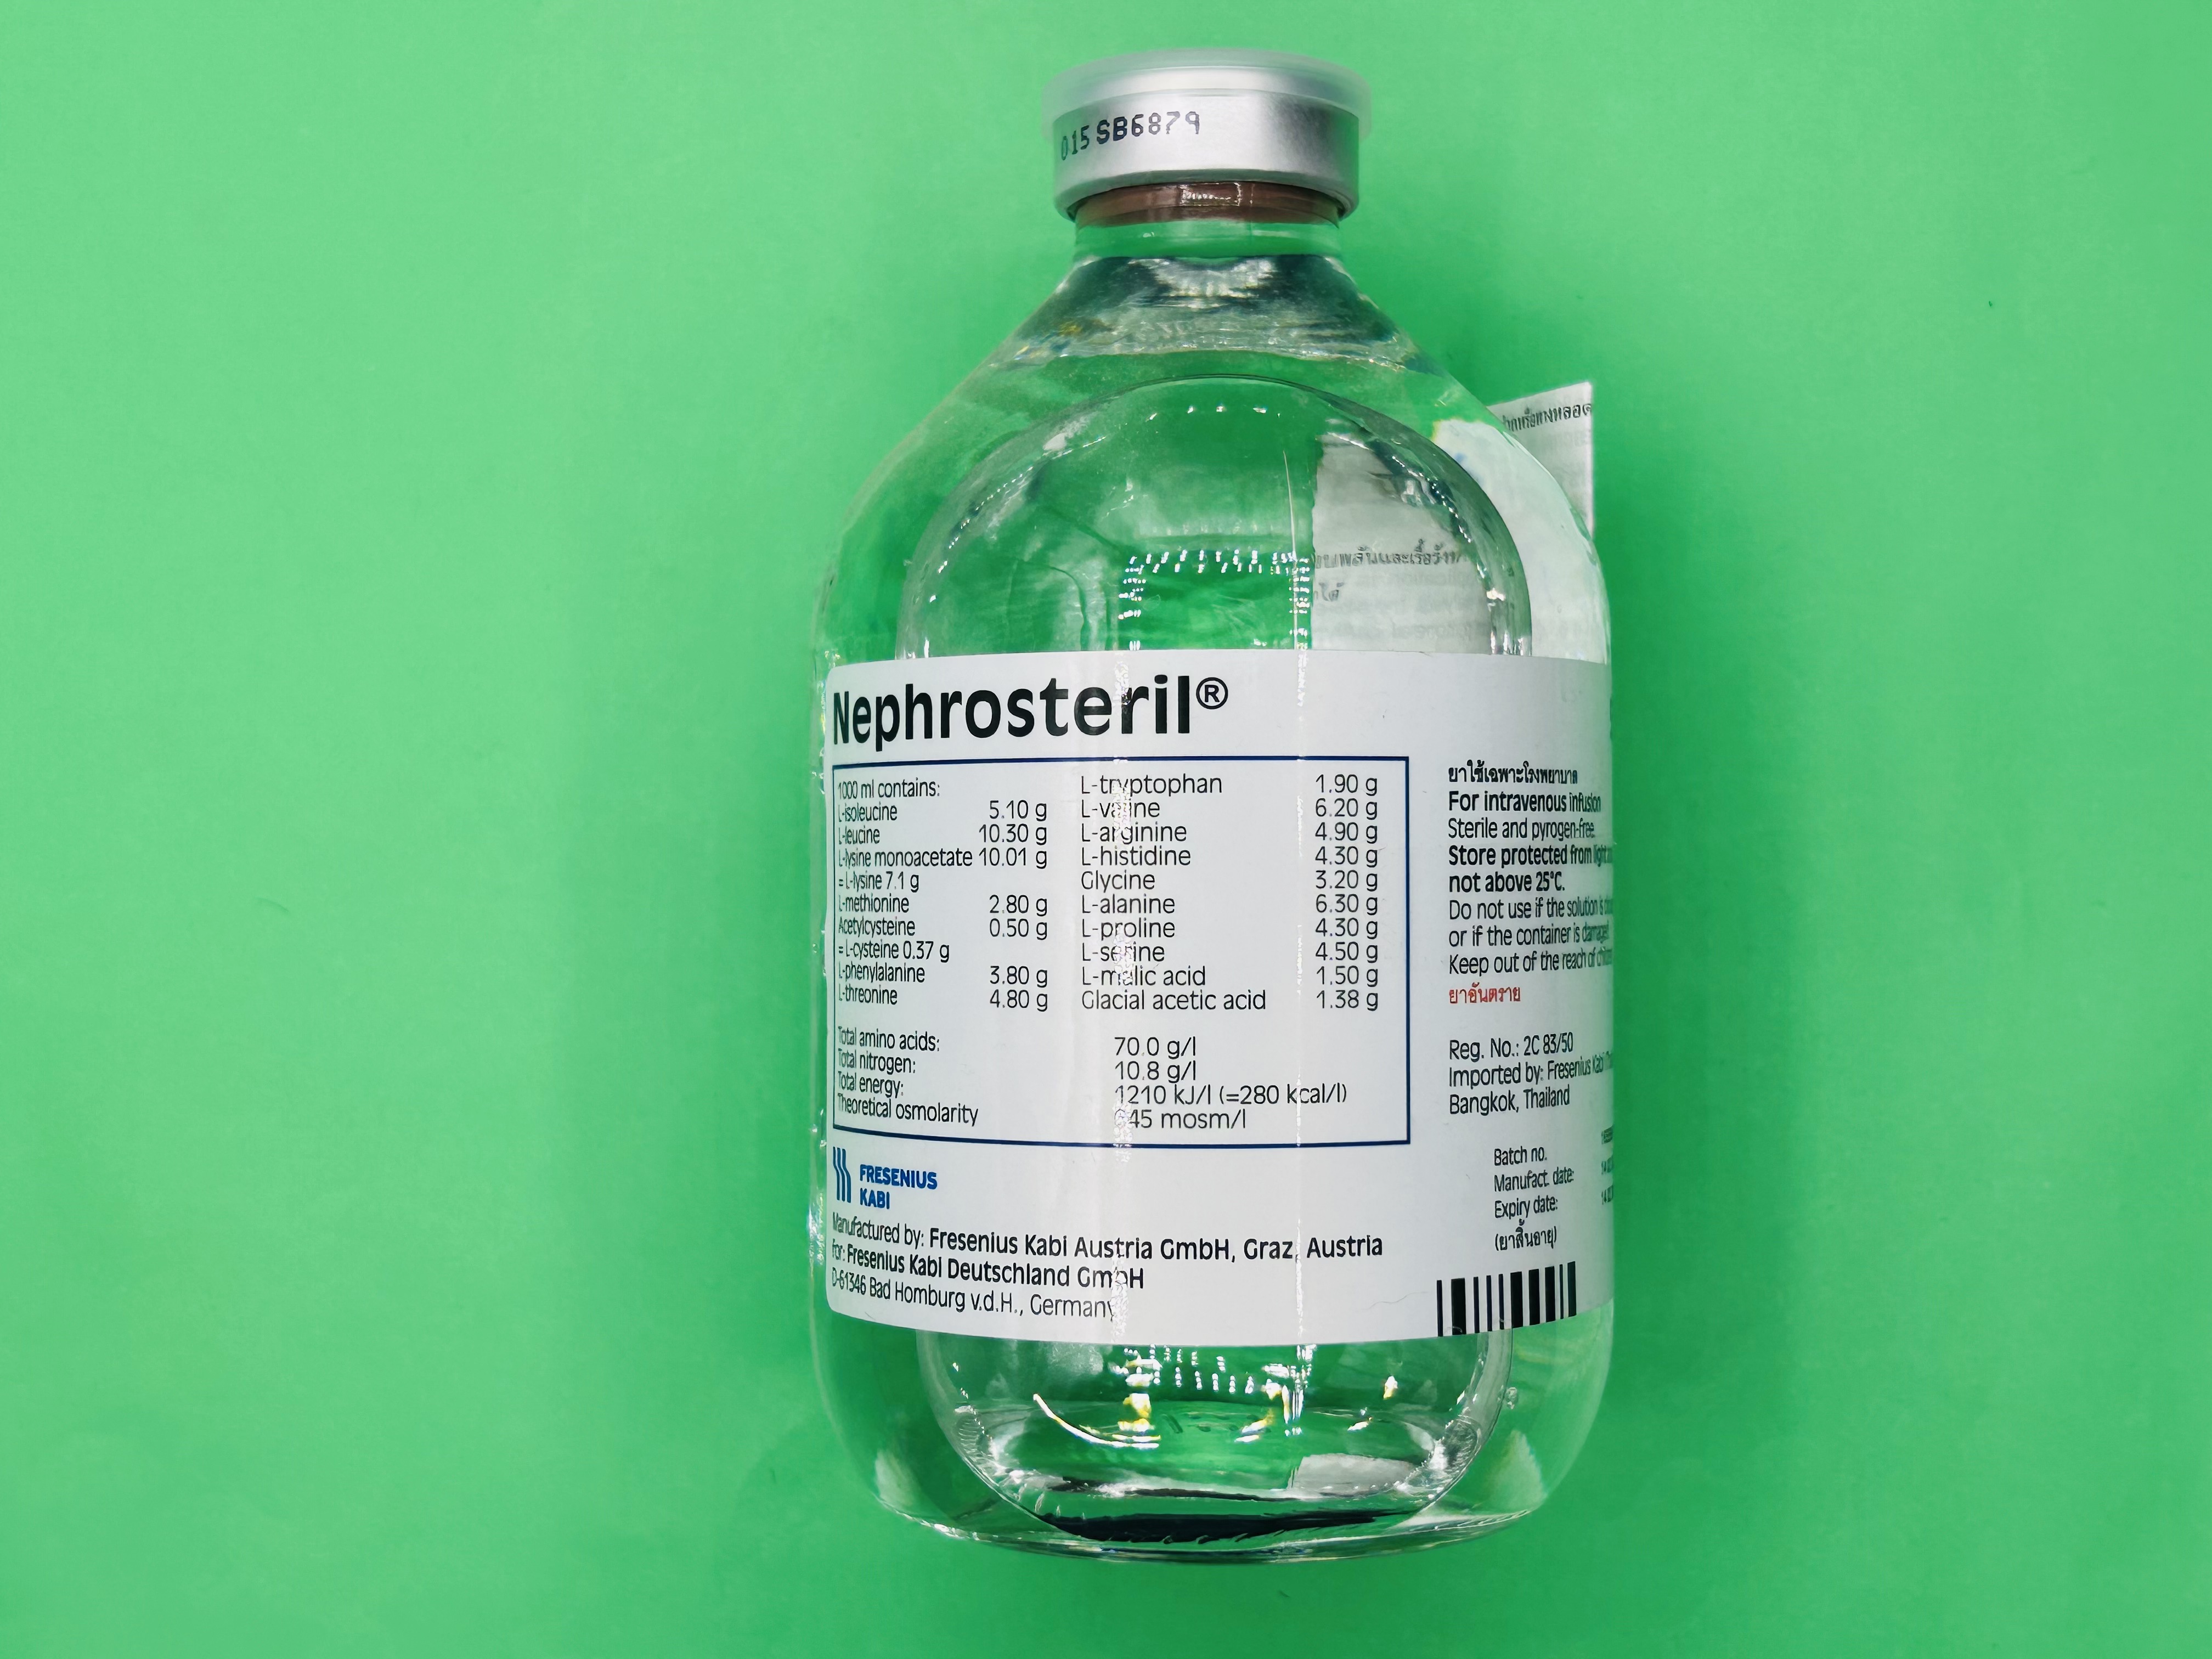 015 SB6879
Nephrosteril®
1000 ml contains:
L-isoleucine 5.10 g
L-leucine 10.30 g
L-lysine monoacetate 10.01 g
= L-lysine 7.1 g
L-methionine 2.80 g
Acetylcysteine 0.50 g
= L-cysteine 0.37 g
L-phenylalanine 3.80 g
L-threonine 4.80 g
L-tryptophan 1.90 g
L-valine 6.20 g
L-arginine 4.90 g
L-histidine 4.30 g
Glycine 3.20 g
L-alanine 6.30 g
L-proline 4.30 g
L-serine 4.50 g
L-malic acid 1.50 g
Glacial acetic acid 1.38 g
Total amino acids: 70.0 g/l
Total nitrogen: 10.8 g/l
Total energy: 1210 kJ/l (=280 kcal/l)
Theoretical osmolarity mosm/l
FRESENIUS
KABI
Manufactured by: Fresenius Kabi Austria GmbH, Graz, Austria
for: Fresenius Kabi Deutschland GmbH
D-61346 Bad Homburg v.d.H., Germany
ยาใช้เฉพาะโรงพยาบาล
For intravenous infusion
Sterile and pyrogen-free
Store protected from light
not above 25°C.
Do not use if the solution is
or if the container is damaged
Keep out of the reach of
ยาอันตราย
Reg. No.: 2C 83/50
Imported by: Fresenius Kabi
Bangkok, Thailand
Batch no.
Manufact. date:
Expiry date:
(ยาสิ้นอายุ)